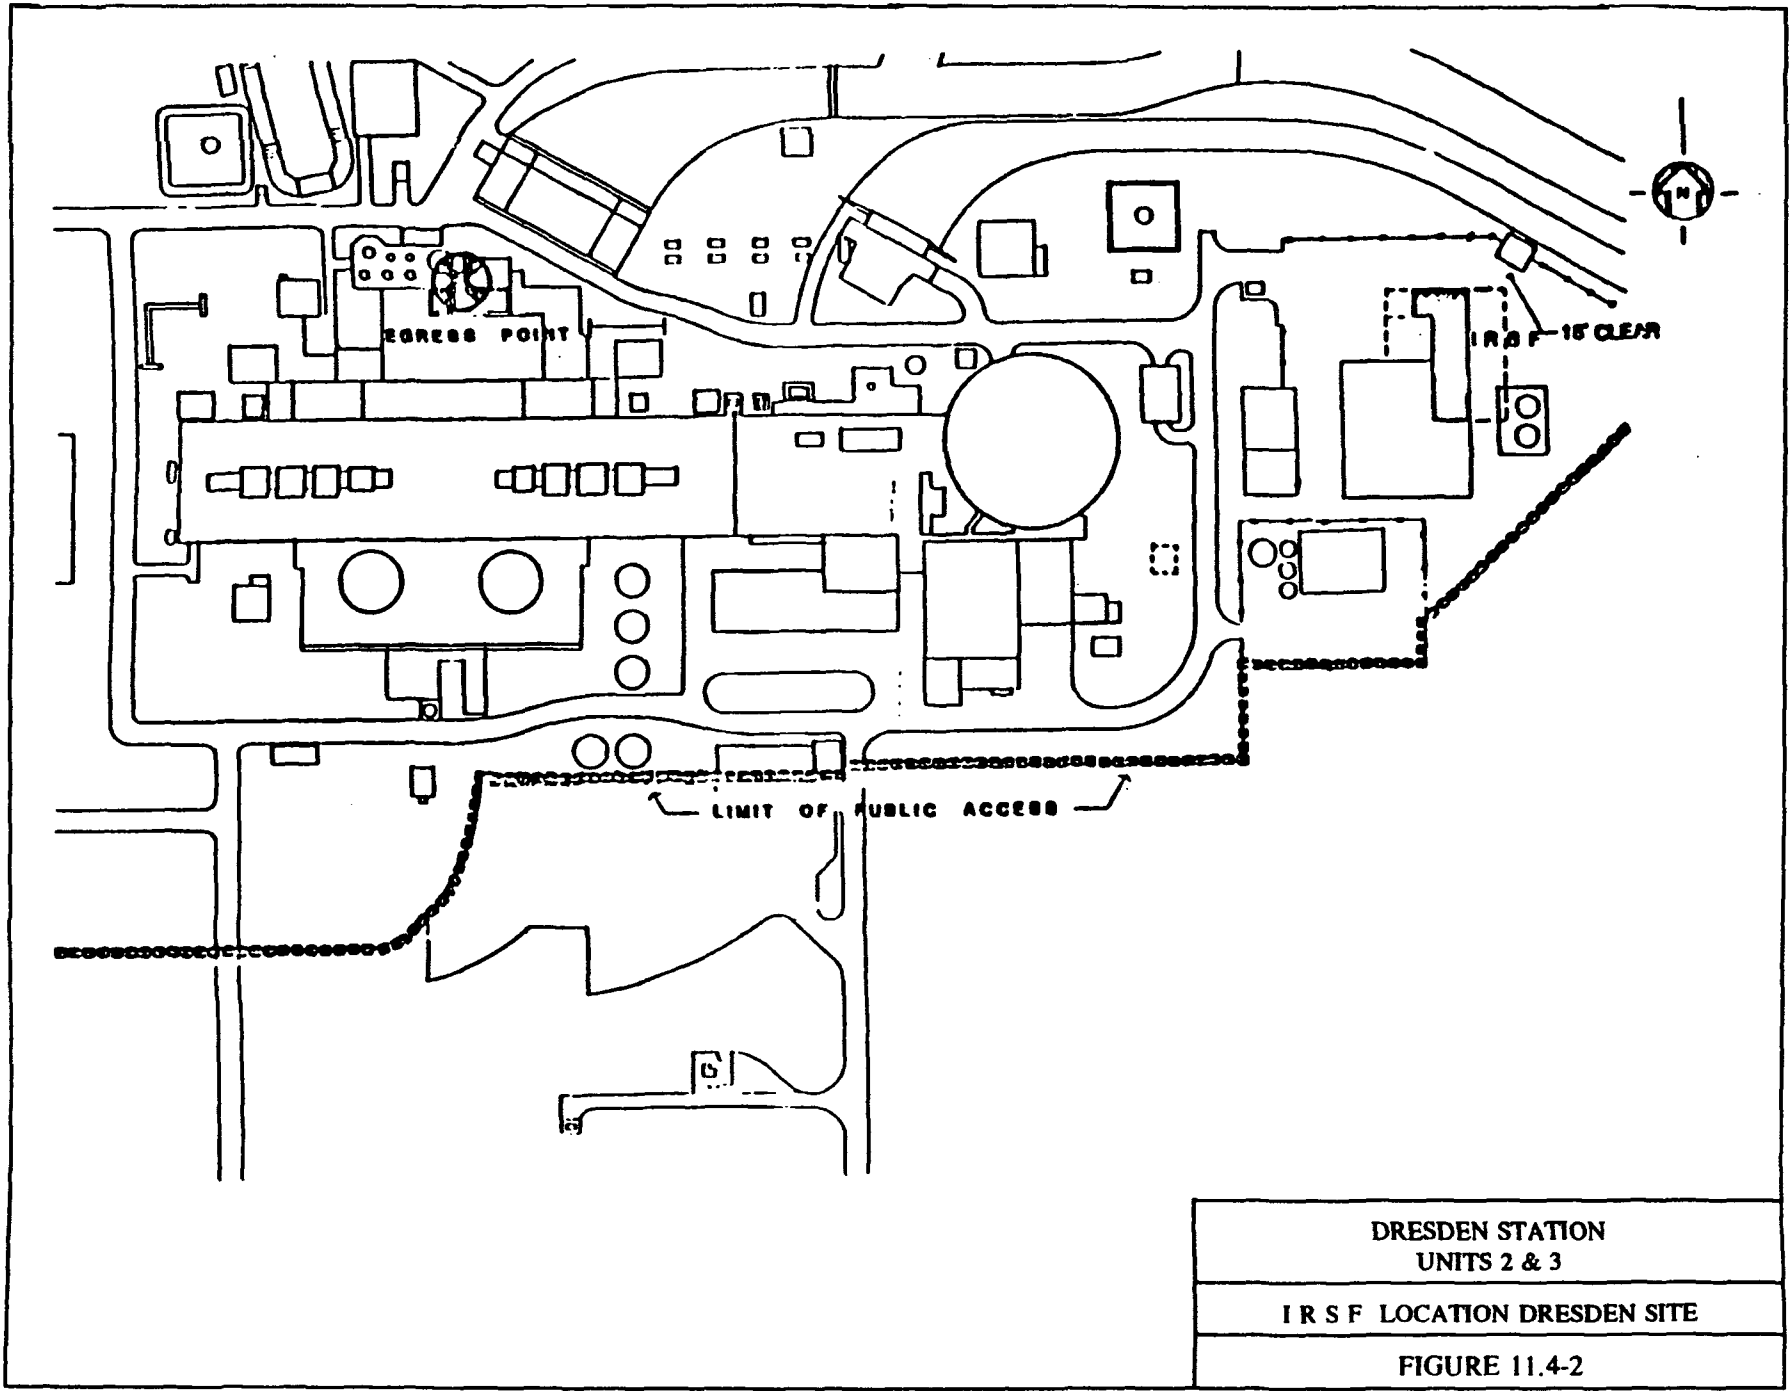 N
EGRESS POINT
I R S F
15' CLEAR
LIMIT OF PUBLIC ACCESS
DRESDEN STATION
UNITS 2 & 3
I R S F LOCATION DRESDEN SITE
FIGURE 11.4-2